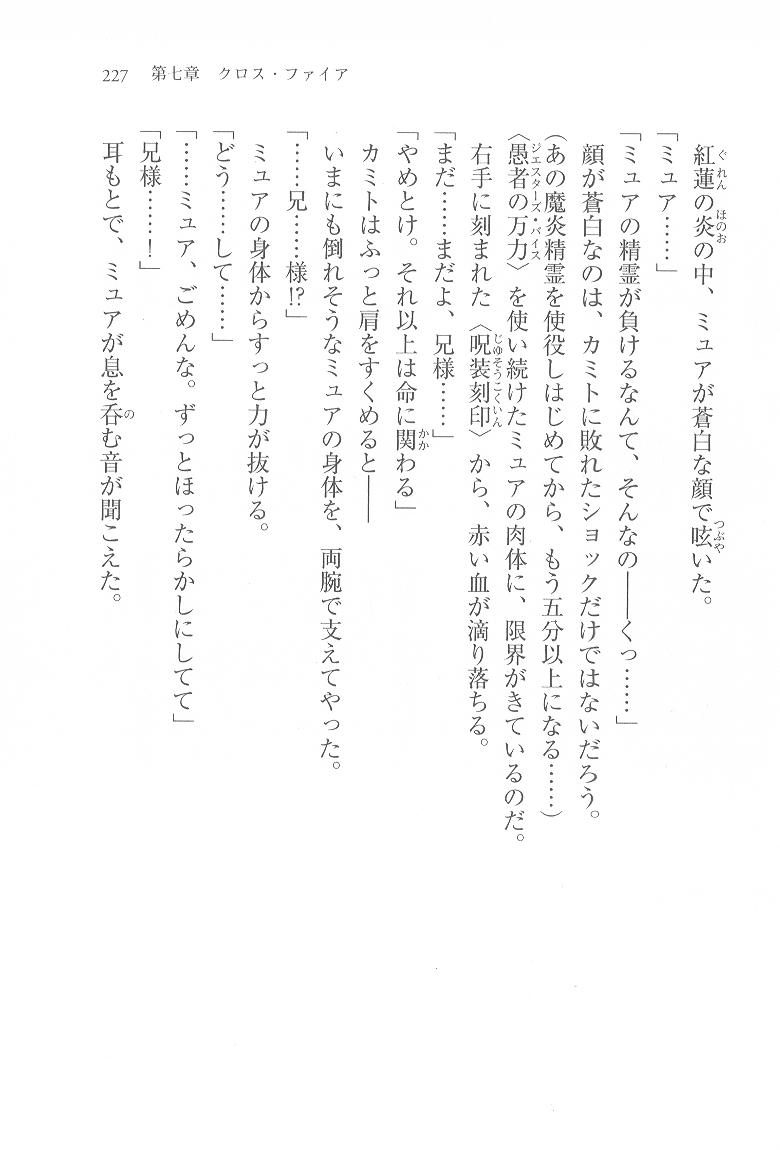 227　第七章　クロス・ファイア
紅蓮の炎の中、ミュアが蒼白な顔で呟いた。
「ミュア……」
「ミュアの精霊が負けるなんて、そんなの――くっ……」
顔が蒼白なのは、カミトに敗れたショックだけではないだろう。
（あの魔炎精霊を使役しはじめてから、もう五分以上になる……）
〈愚者の万力〉を使い続けたミュアの肉体に、限界がきているのだ。
右手に刻まれた〈呪装刻印〉から、赤い血が滴り落ちる。
「まだ……まだよ、兄様……」
「やめとけ。それ以上は命に関わる」
カミトはふっと肩をすくめると――
いまにも倒れそうなミュアの身体を、両腕で支えてやった。
「……兄……様!?」
ミュアの身体からすっと力が抜ける。
「どう……して……」
「……ミュア、ごめんな。ずっとほったらかしにしてて」
「兄様……！」
耳もとで、ミュアが息を呑む音が聞こえた。